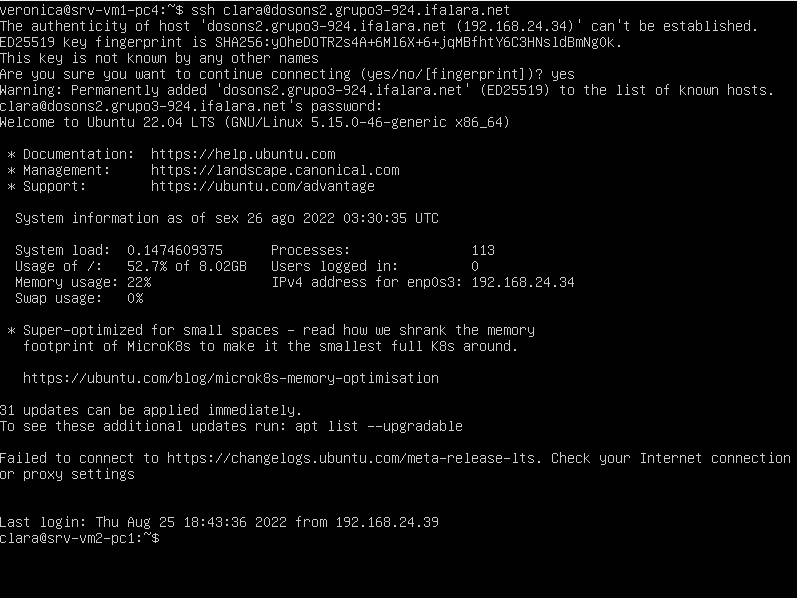 veronica@srv-vm1-pc4:~$ ssh clara@dosons2.grupo3-924.ifalara.net
The authenticity of host 'dosons2.grupo3-924.ifalara.net (192.168.24.34)' can't be established.
ED25519 key fingerprint is SHA256:yOheDOTRZs4A+6Ml6X+6+jqMBfhtY6C3HNsldBmNgOk.
This key is not known by any other names
Are you sure you want to continue connecting (yes/no/[fingerprint])? yes
Warning: Permanently added 'dosons2.grupo3-924.ifalara.net' (ED25519) to the list of known hosts.
clara@dosons2.grupo3-924.ifalara.net's password:
Welcome to Ubuntu 22.04 LTS (GNU/Linux 5.15.0-46-generic x86_64)
* Documentation:  https://help.ubuntu.com
* Management:     https://landscape.canonical.com
* Support:        https://ubuntu.com/advantage
System information as of sex 26 ago 2022 03:30:35 UTC
System load:  0.1474609375      Processes:               113
Usage of /:   52.7% of 8.02GB   Users logged in:         0
Memory usage: 22%               IPv4 address for enp0s3: 192.168.24.34
Swap usage:   0%
* Super-optimized for small spaces - read how we shrank the memory
footprint of MicroK8s to make it the smallest full K8s around.
https://ubuntu.com/blog/microk8s-memory-optimisation
31 updates can be applied immediately.
To see these additional updates run: apt list --upgradable
Failed to connect to https://changelogs.ubuntu.com/meta-release-lts. Check your Internet connection
or proxy settings
Last login: Thu Aug 25 18:43:36 2022 from 192.168.24.39
clara@srv-vm2-pc1:~$